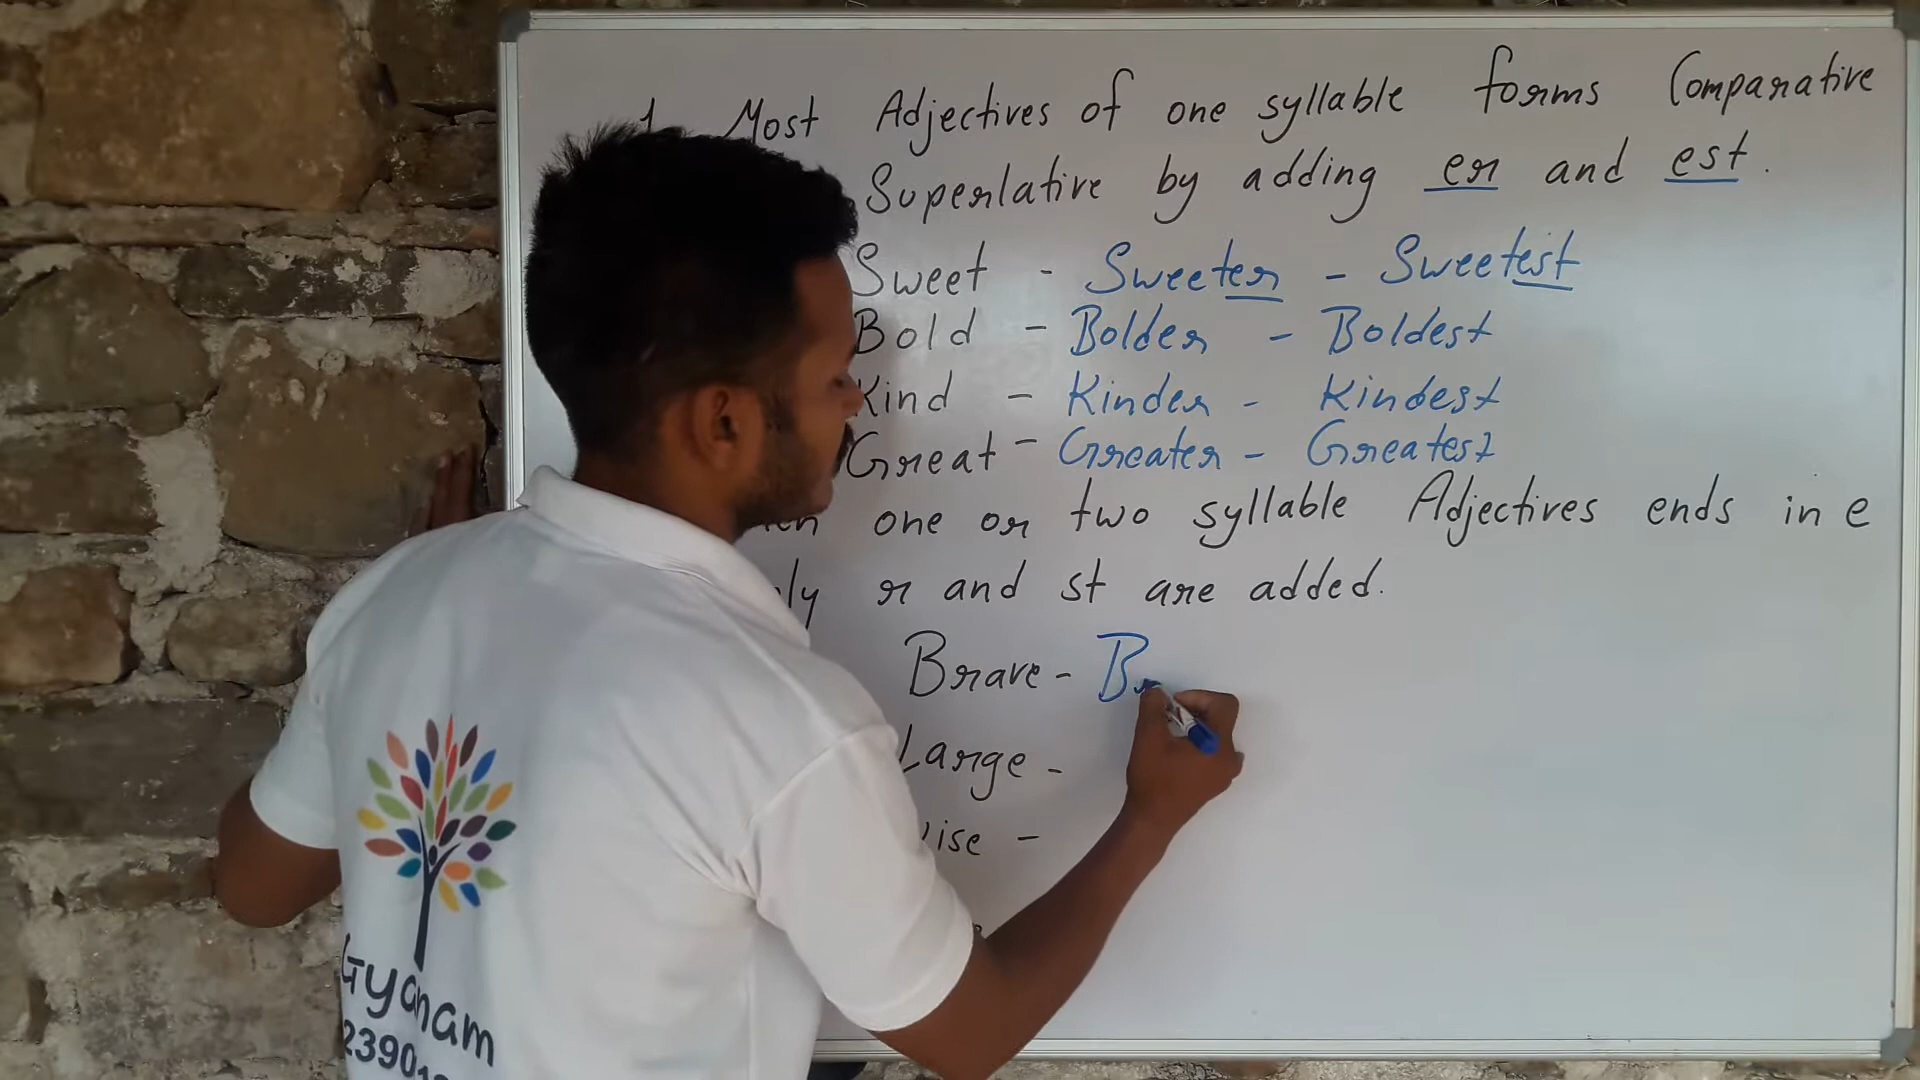 1. Most Adjectives of one syllable forms Comparative
Superlative by adding er and est.
Sweet - Sweeter - Sweetest
Bold - Bolder - Boldest
Kind - Kinder - Kindest
Great - Greater - Greatest
one or two syllable Adjectives ends in e
r and st are added.
Brave - Br
Large -
ise -
Gyanam